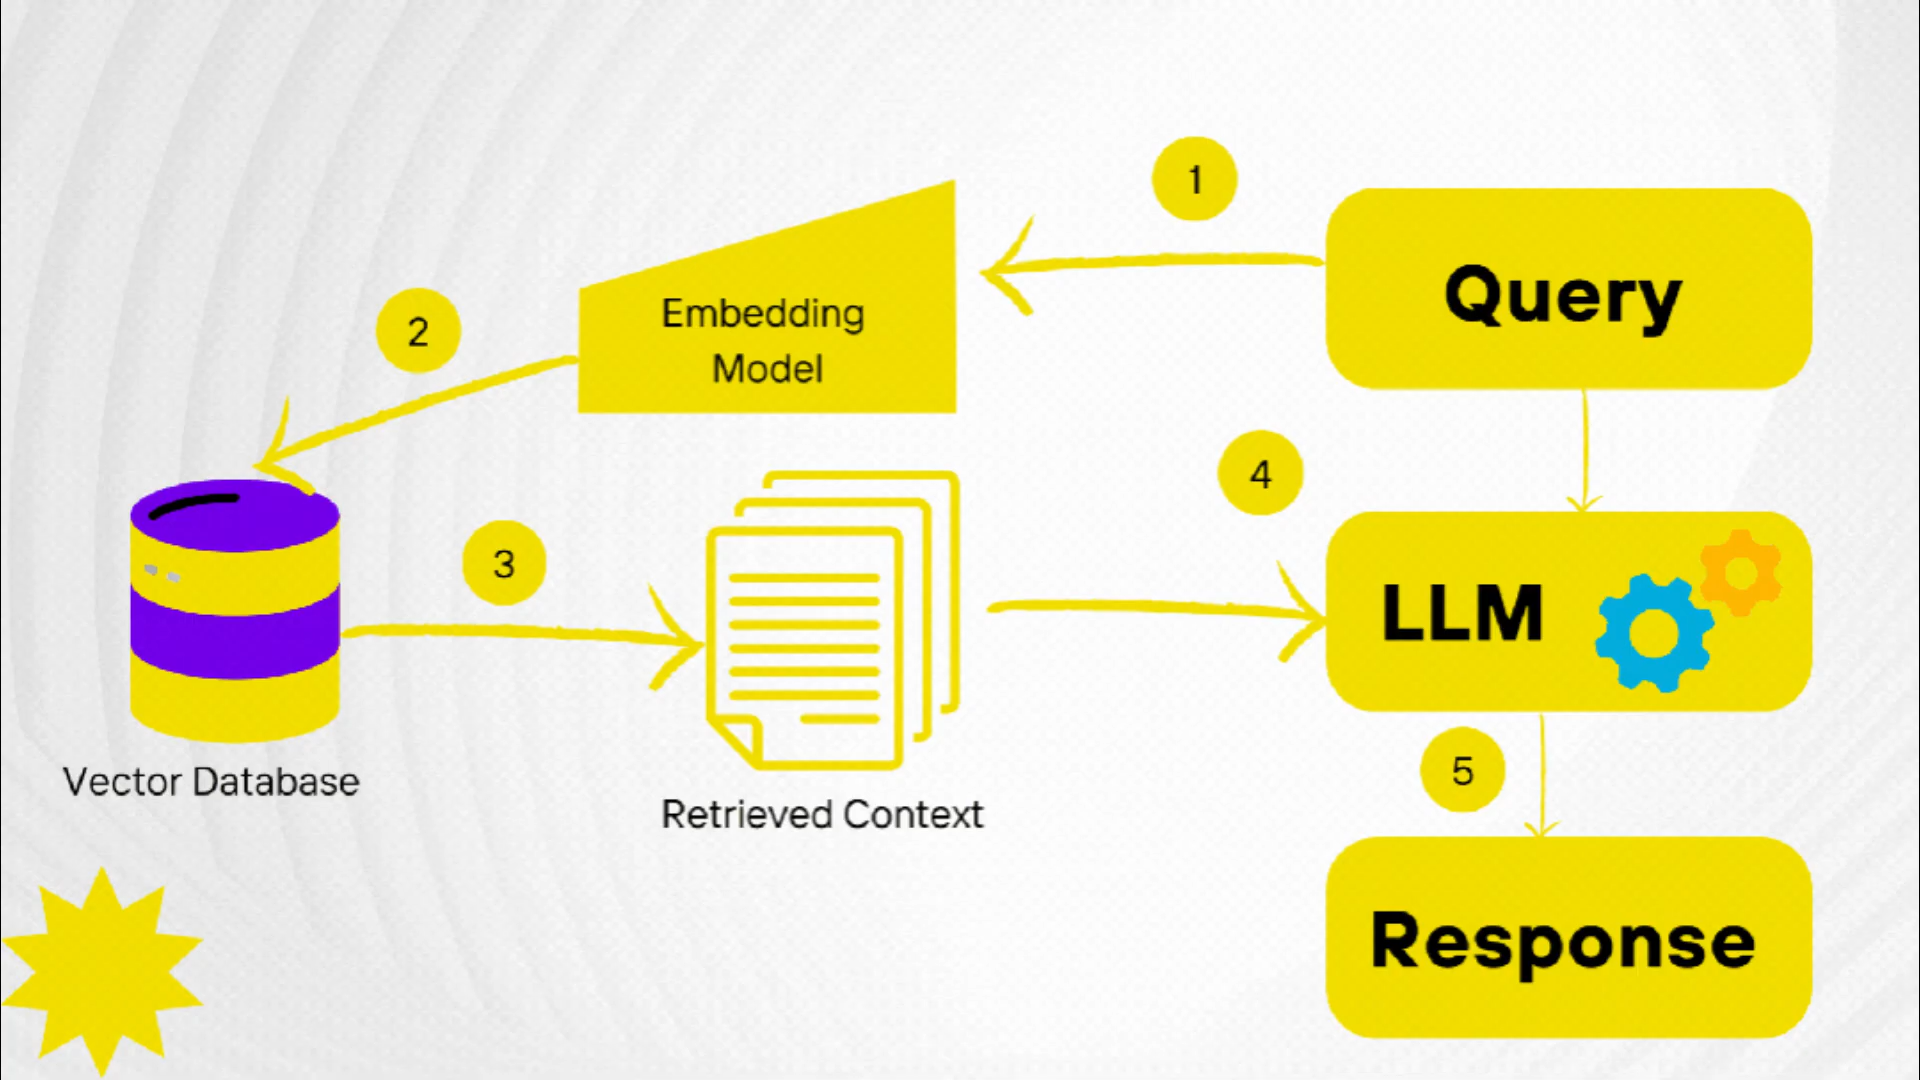 1
Query
Embedding
Model
2
4
3
LLM
Vector Database
Retrieved Context
5
Response